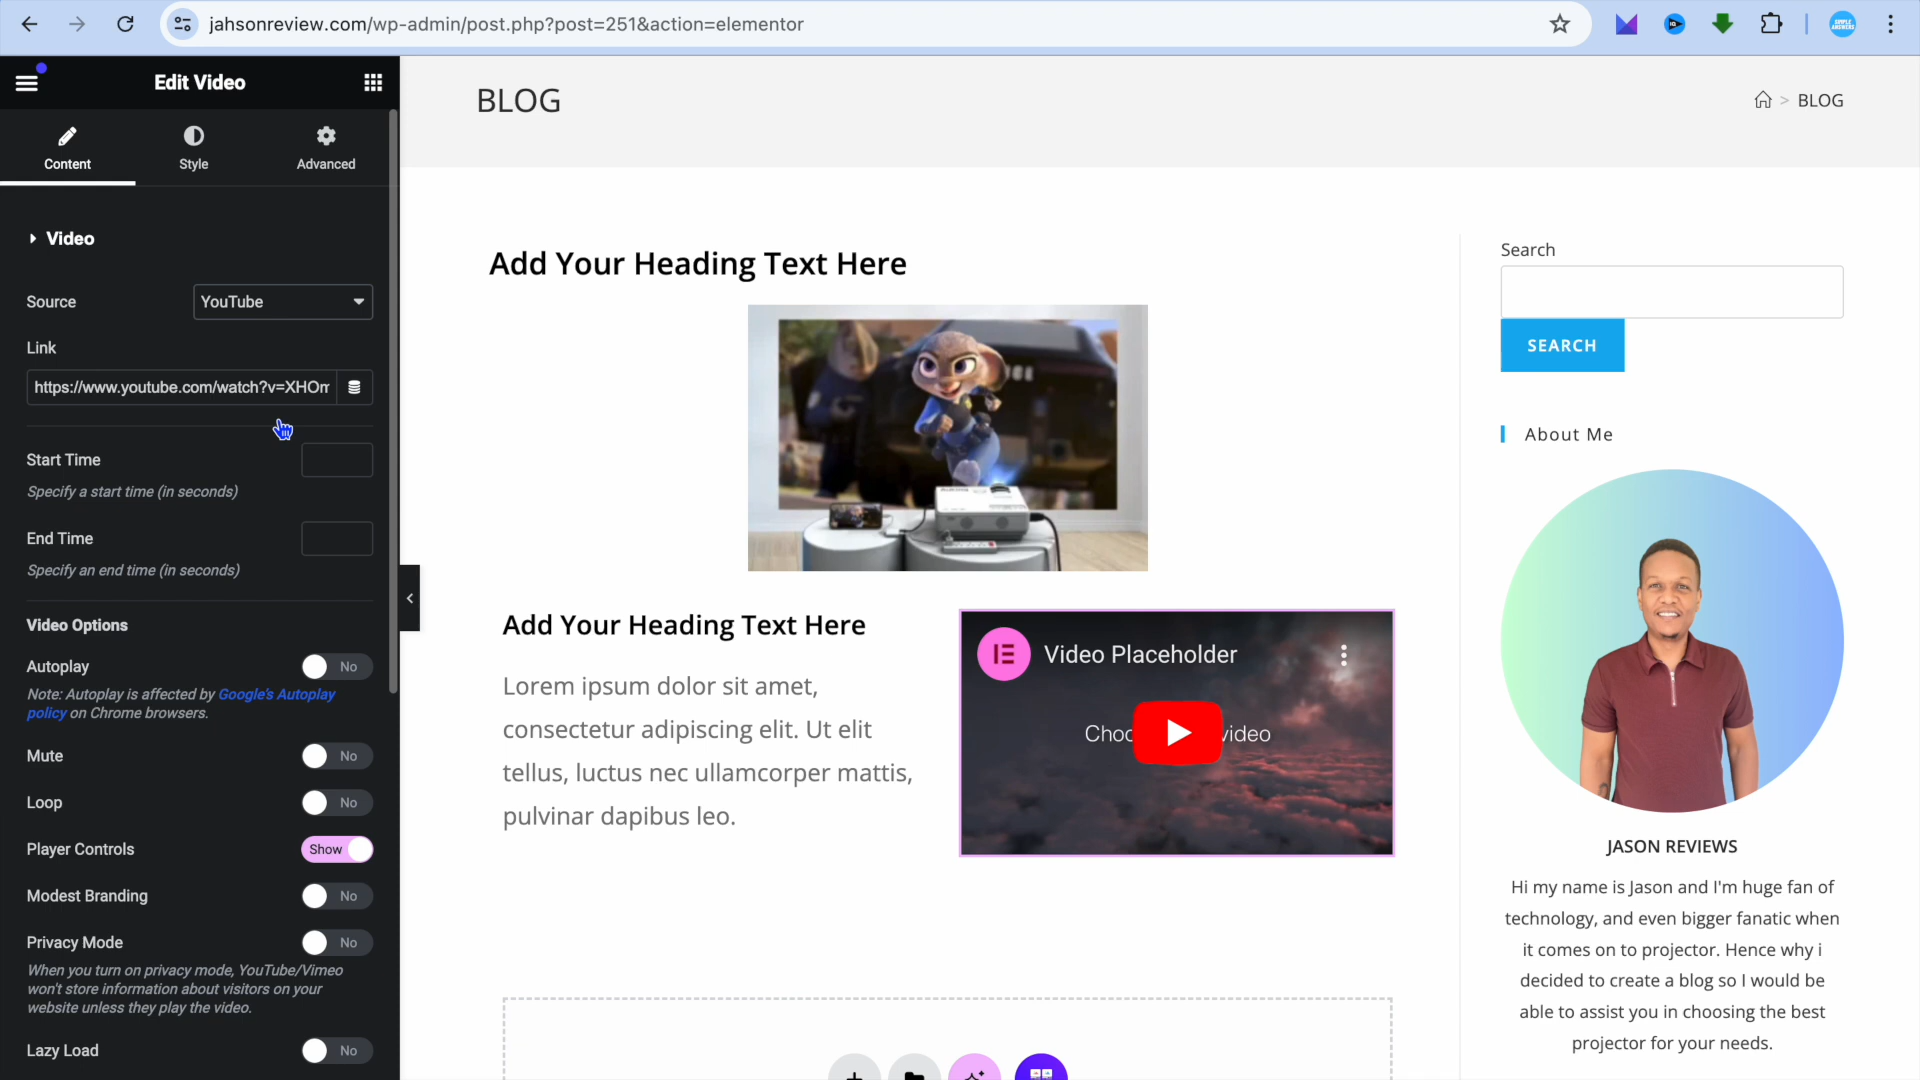 jahsonreview.com/wp-admin/post.php?post=251&action=elementor
Edit Video
Content
Style
Advanced
Video
Source
YouTube
Link
https://www.youtube.com/watch?v=XHOm
Start Time
Specify a start time (in seconds)
End Time
Specify an end time (in seconds)
Video Options
Autoplay
No
Note: Autoplay is affected by Google's Autoplay
policy on Chrome browsers.
Mute
No
Loop
No
Player Controls
Show
Modest Branding
No
Privacy Mode
No
When you turn on privacy mode, YouTube/Vimeo
won't store information about visitors on your
website unless they play the video.
Lazy Load
No
BLOG
> BLOG
Add Your Heading Text Here
Add Your Heading Text Here
Lorem ipsum dolor sit amet,
consectetur adipiscing elit. Ut elit
tellus, luctus nec ullamcorper mattis,
pulvinar dapibus leo.
Video Placeholder
Choo video
Search
SEARCH
About Me
JASON REVIEWS
Hi my name is Jason and I'm huge fan of
technology, and even bigger fanatic when
it comes on to projector. Hence why i
decided to create a blog so I would be
able to assist you in choosing the best
projector for your needs.